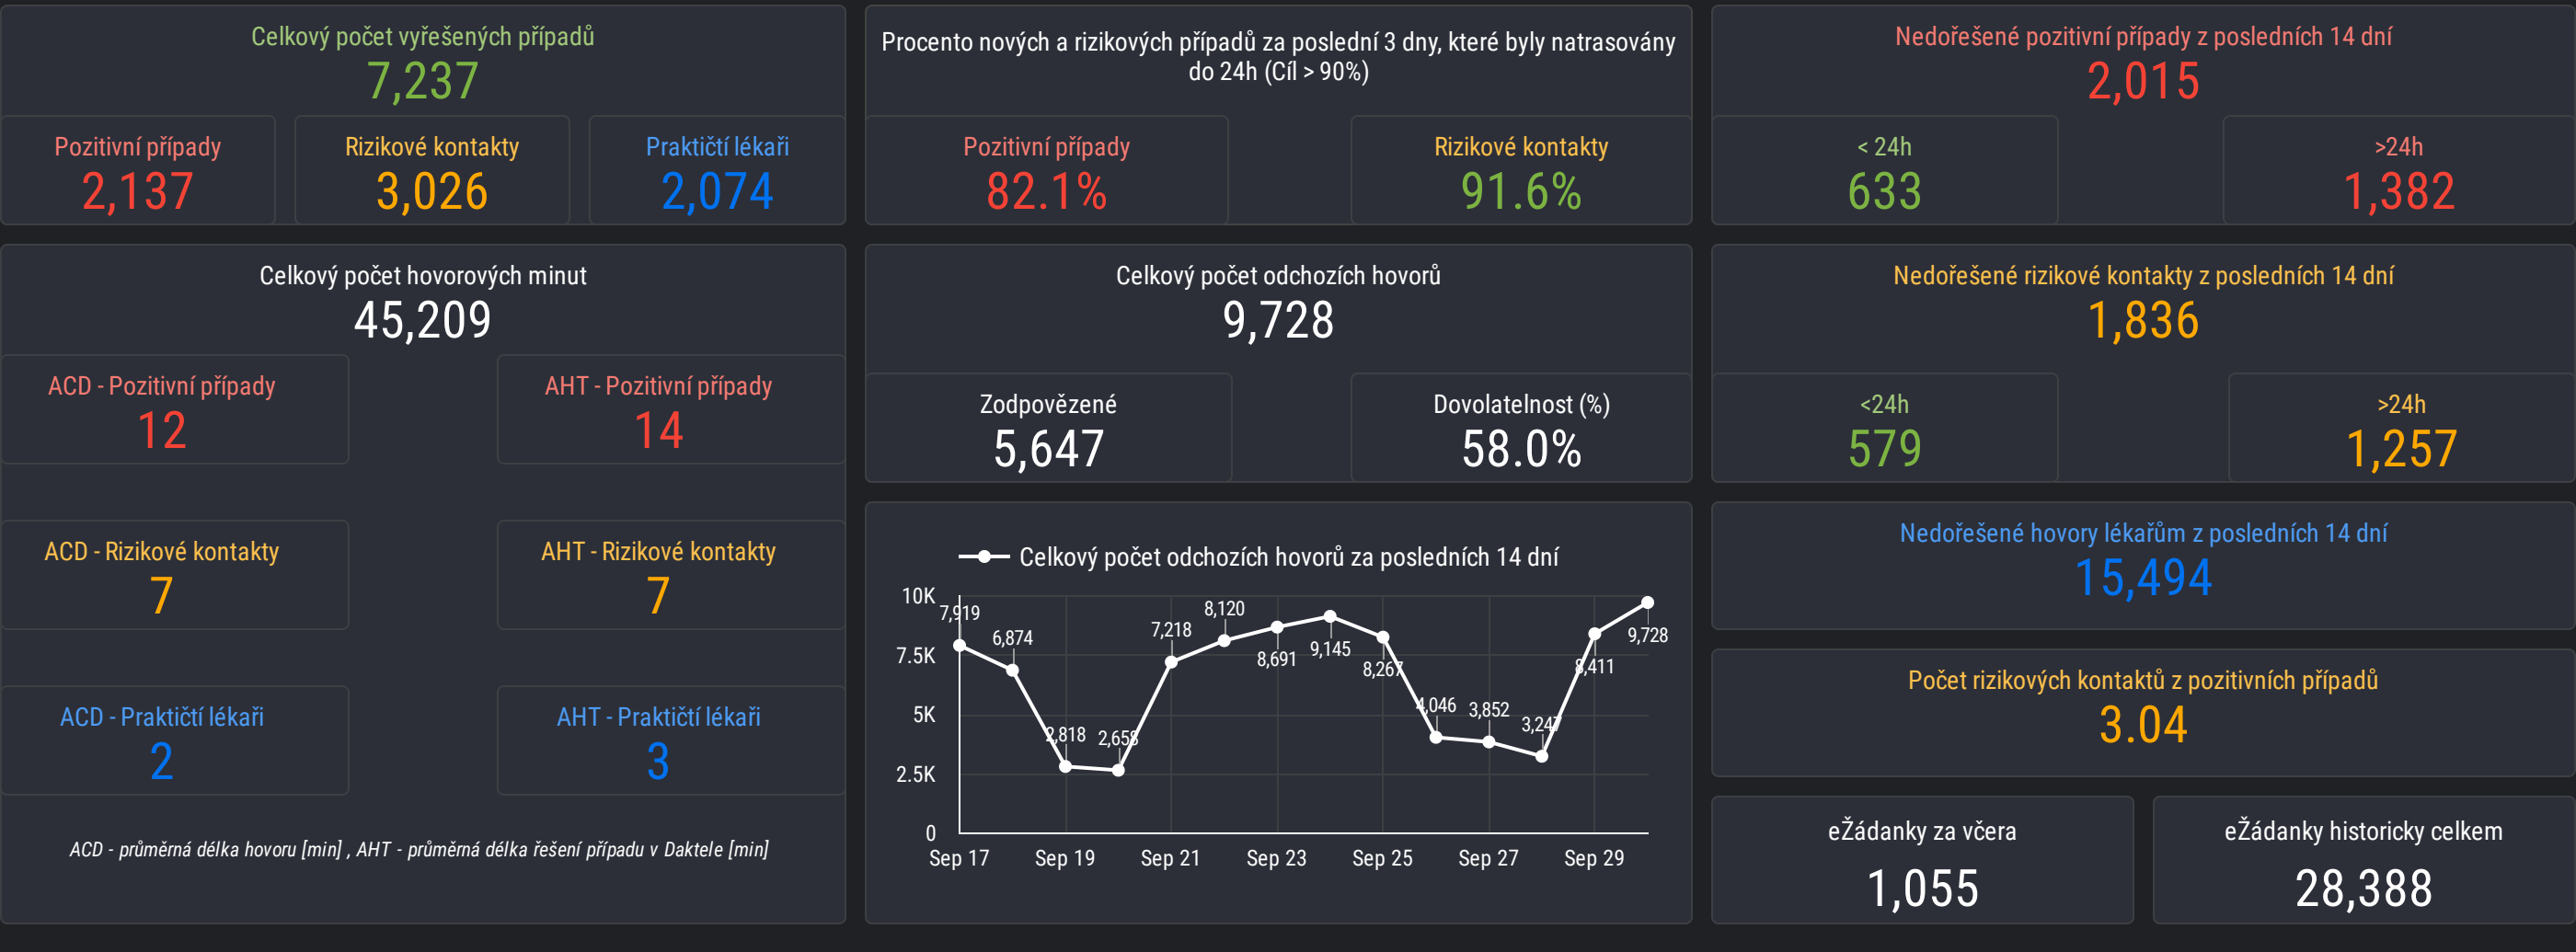 Celkový počet vyřešených případů
7,237
Pozitivní případy
2,137
Rizikové kontakty
3,026
Praktičtí lékaři
2,074
Procento nových a rizikových případů za poslední 3 dny, které byly natrasovány
do 24h (Cíl > 90%)
Pozitivní případy
82.1%
Rizikové kontakty
91.6%
Nedořešené pozitivní případy z posledních 14 dní
2,015
< 24h
633
>24h
1,382
Celkový počet hovorových minut
45,209
ACD - Pozitivní případy
12
AHT - Pozitivní případy
14
ACD - Rizikové kontakty
7
AHT - Rizikové kontakty
7
ACD - Praktičtí lékaři
2
AHT - Praktičtí lékaři
3
ACD - průměrná délka hovoru [min] , AHT - průměrná délka řešení případu v Daktele [min]
Celkový počet odchozích hovorů
9,728
Zodpovězené
5,647
Dovolatelnost (%)
58.0%
Celkový počet odchozích hovorů za posledních 14 dní
10K
7.5K
5K
2.5K
0
7,919
6,874
2,818
2,658
7,218
8,120
8,691
9,145
8,267
4,046
3,852
3,247
8,411
9,728
Sep 17
Sep 19
Sep 21
Sep 23
Sep 25
Sep 27
Sep 29
Nedořešené rizikové kontakty z posledních 14 dní
1,836
<24h
579
>24h
1,257
Nedořešené hovory lékařům z posledních 14 dní
15,494
Počet rizikových kontaktů z pozitivních případů
3.04
eŽádanky za včera
1,055
eŽádanky historicky celkem
28,388